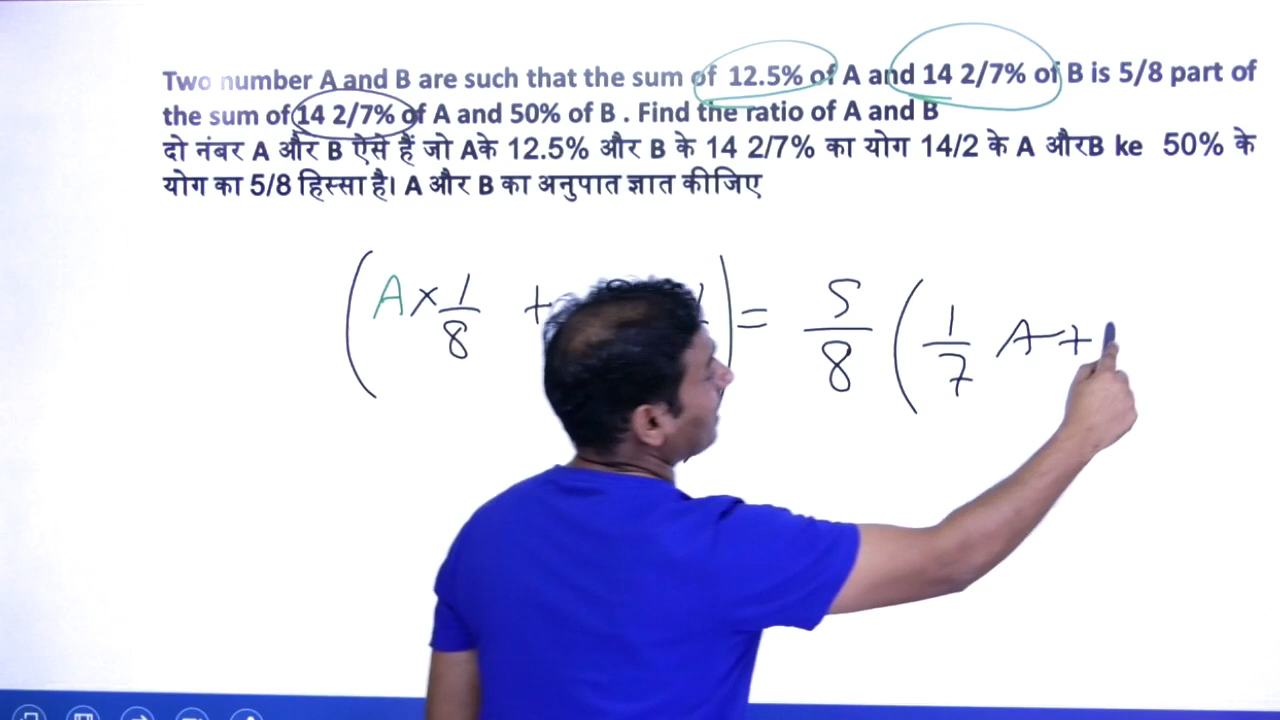 Two number A and B are such that the sum of 12.5% of A and 14 2/7% of B is 5/8 part of
the sum of 14 2/7% of A and 50% of B . Find the ratio of A and B
दो नंबर A और B ऐसे हैं जो Aके 12.5% और B के 14 2/7% का योग 14/2 के A औरB ke 50% के
योग का 5/8 हिस्सा है। A और B का अनुपात ज्ञात कीजिए
(A × 1/8 + ) = 5/8 (1/7 A +